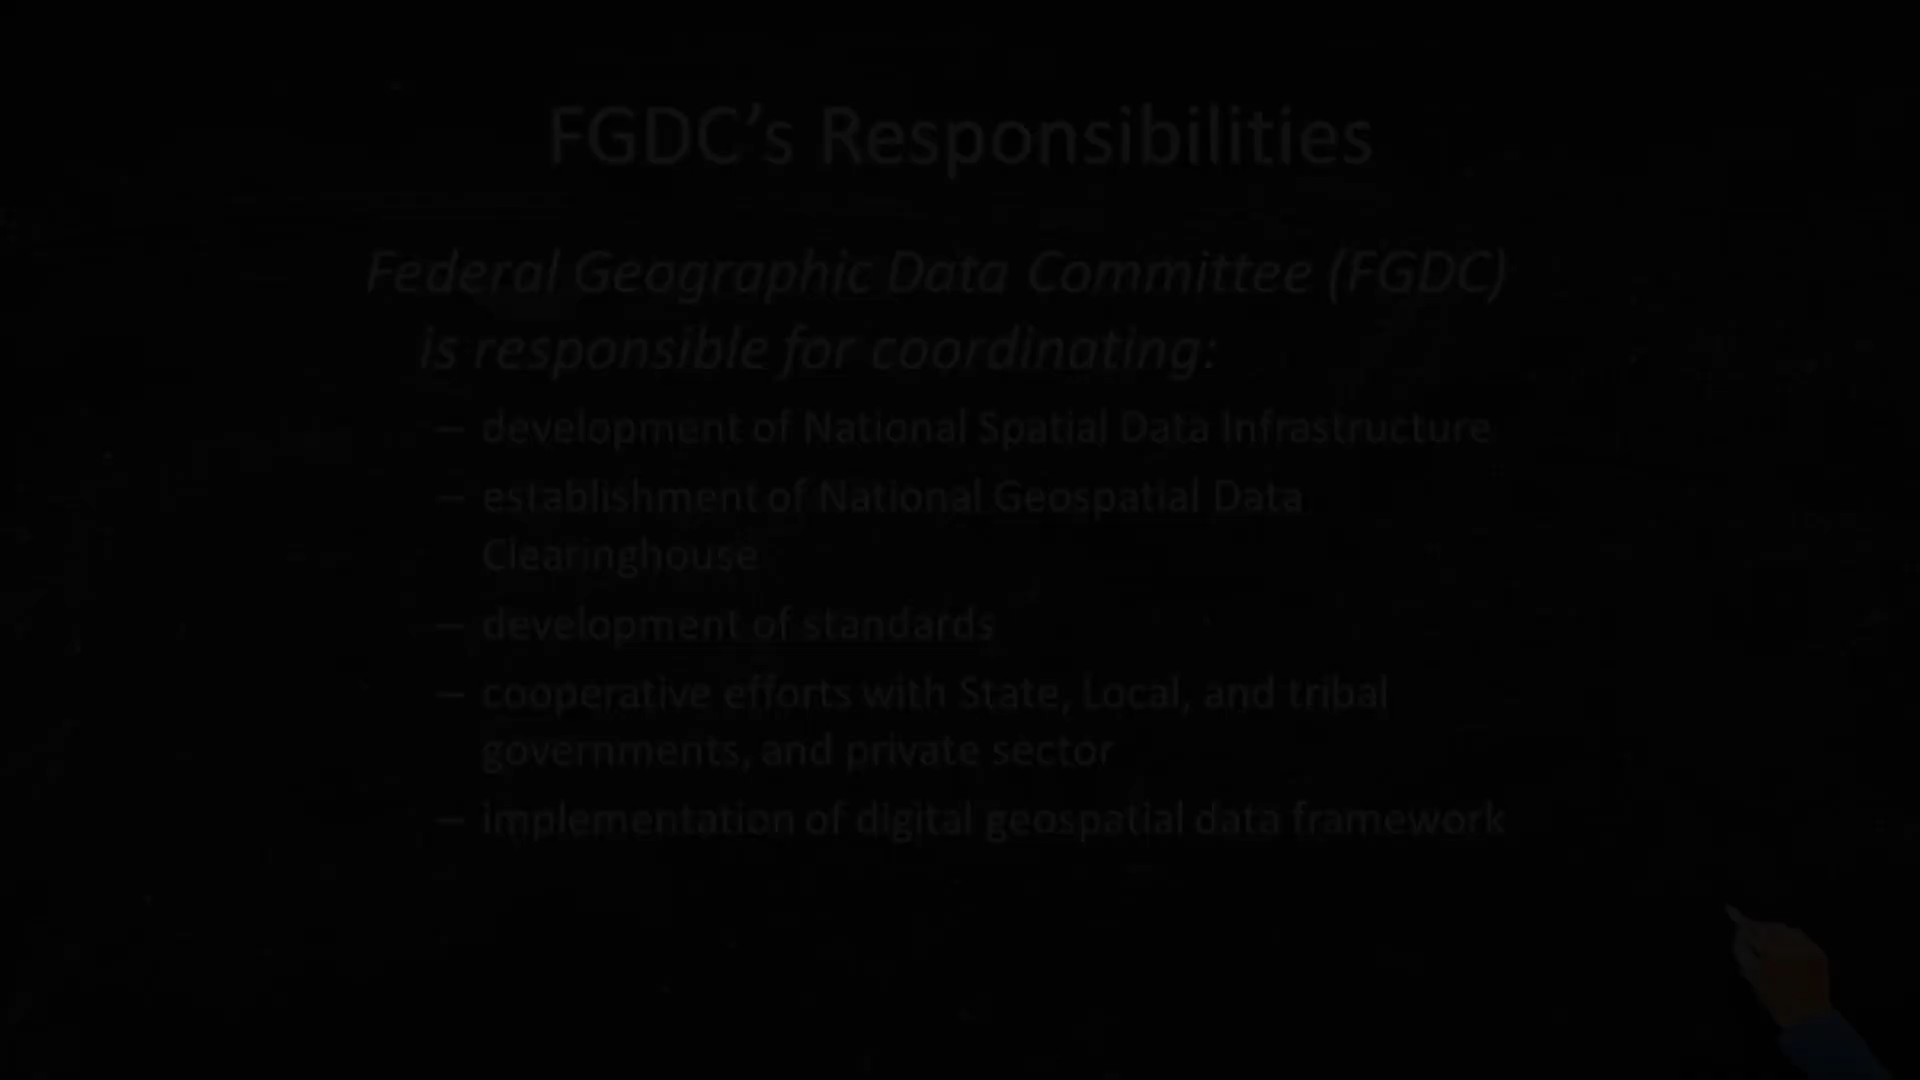 FGDC’s Responsibilities
Federal Geographic Data Committee (FGDC)
is responsible for coordinating:
– development of National Spatial Data Infrastructure
– establishment of National Geospatial Data
Clearinghouse
– development of standards
– cooperative efforts with State, Local, and tribal
governments, and private sector
– implementation of digital geospatial data framework